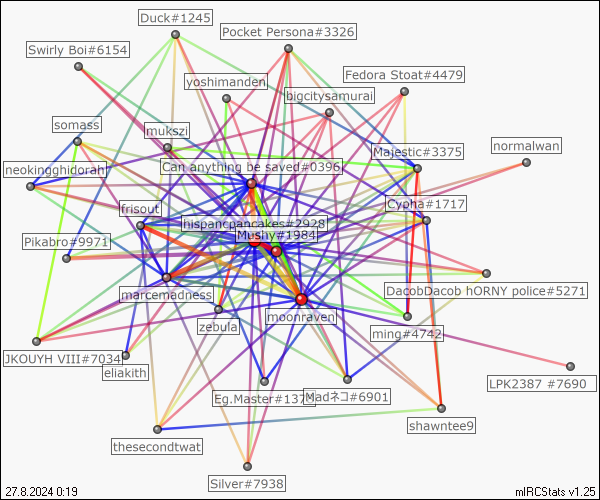 Duck#1245
Pocket Persona#3326
Swirly Boi#6154
Fedora Stoat#4479
yoshimanden
bigcitysamurai
somass
mukszi
normalwan
Majestic#3375
Can anything be saved#0396
neokingghidorah
Cypha#1717
frisout
hispancpancakes#2928
Mushy#1984
Pikabro#9971
DacobDacob hORNY police#5271
marcemadness
moonraven
zebula
ming#4742
JKOUYH VIII#7034
eliakith
LPK2387 #7690
Eg.Master#137
Madネコ#6901
shawntee9
thesecondtwat
Silver#7938
27.8.2024 0:19
mIRCStats v1.25